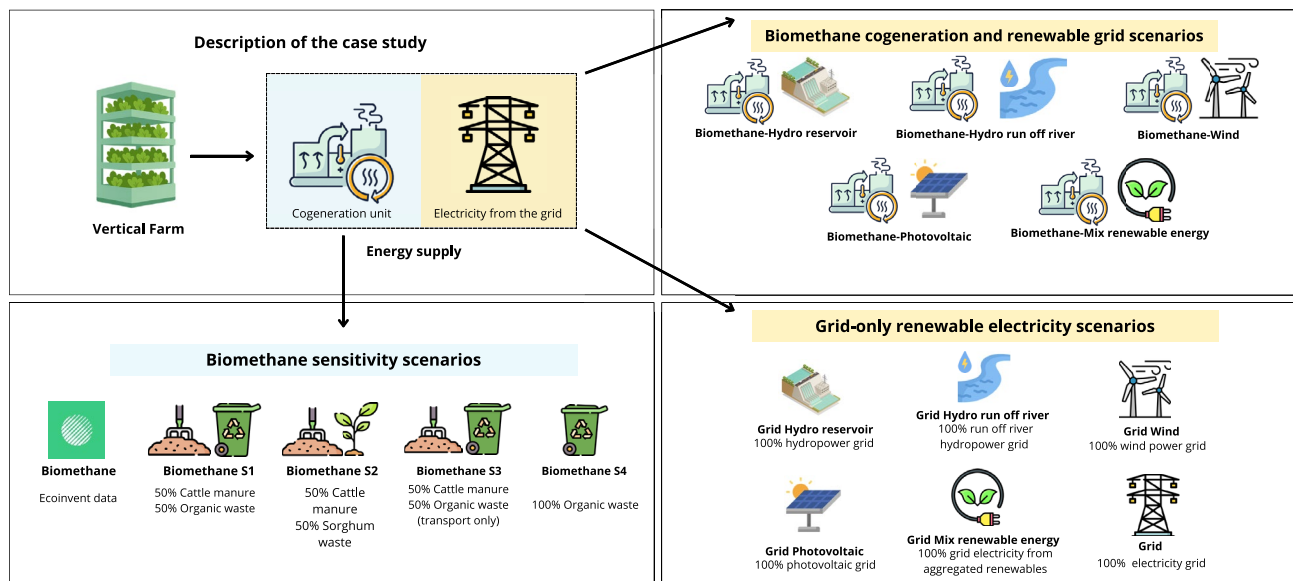 Description of the case study
Vertical Farm
Cogeneration unit
Electricity from the grid
Energy supply
Biomethane cogeneration and renewable grid scenarios
Biomethane-Hydro reservoir
Biomethane-Hydro run off river
Biomethane-Wind
Biomethane-Photovoltaic
Biomethane-Mix renewable energy
Biomethane sensitivity scenarios
Biomethane
Ecoinvent data
Biomethane S1
50% Cattle manure
50% Organic waste
Biomethane S2
50% Cattle
manure
50% Sorghum
waste
Biomethane S3
50% Cattle manure
50% Organic waste
(transport only)
Biomethane S4
100% Organic waste
Grid-only renewable electricity scenarios
Grid Hydro reservoir
100% hydropower grid
Grid Hydro run off river
100% run off river
hydropower grid
Grid Wind
100% wind power grid
Grid Photovoltaic
100% photovoltaic grid
Grid Mix renewable energy
100% grid electricity from
aggregated renewables
Grid
100% electricity grid